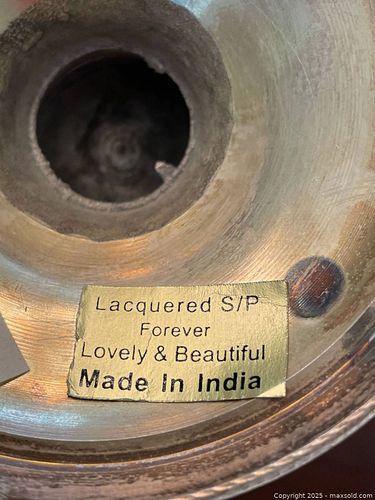 Lacquered S/P
Forever
Lovely & Beautiful
Made In India
Copyright © 2025 - maxsold.com